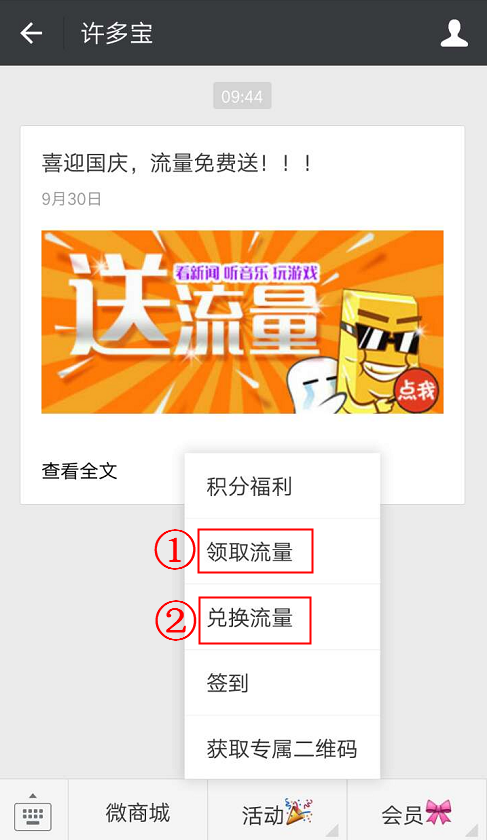 许多宝
09:44
喜迎国庆，流量免费送！！！
9月30日
看新闻 听音乐 玩游戏
送流量
点我
查看全文
积分福利
① 领取流量
② 兑换流量
签到
获取专属二维码
微商城
活动
会员